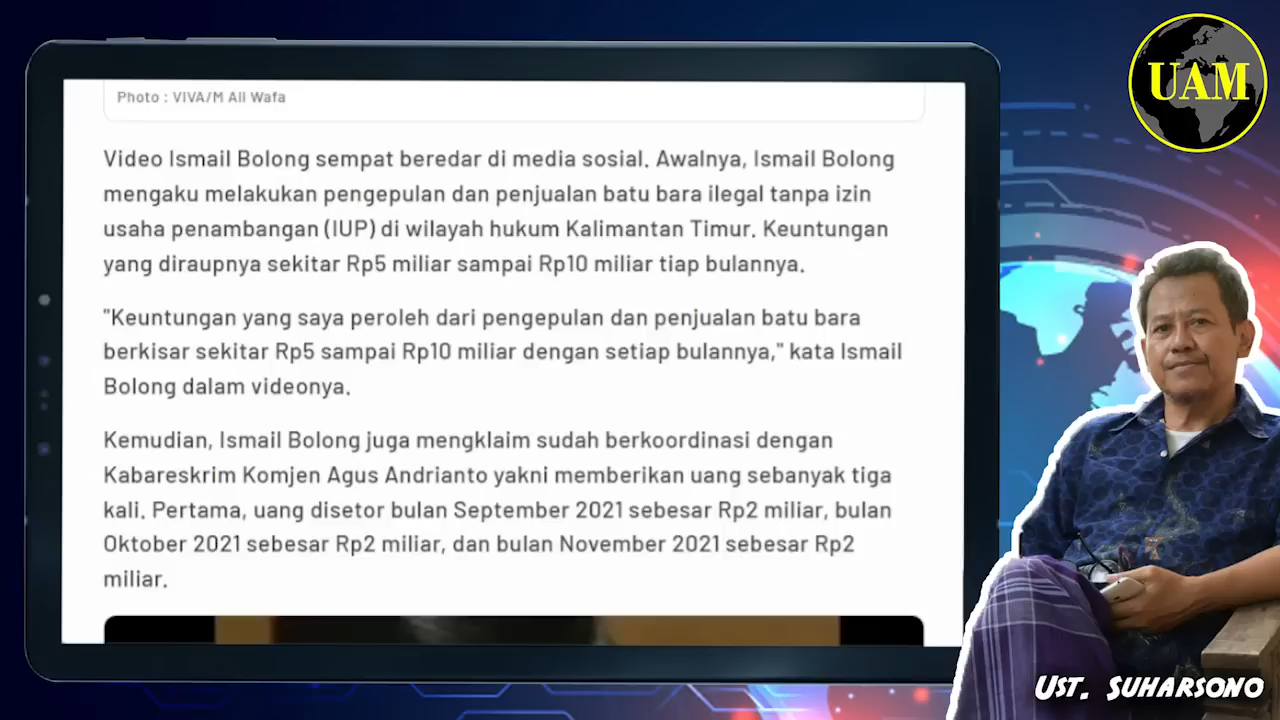 UAM
Photo : VIVA/M Ali Wafa
Video Ismail Bolong sempat beredar di media sosial. Awalnya, Ismail Bolong
mengaku melakukan pengepulan dan penjualan batu bara ilegal tanpa izin
usaha penambangan (IUP) di wilayah hukum Kalimantan Timur. Keuntungan
yang diraupnya sekitar Rp5 miliar sampai Rp10 miliar tiap bulannya.
"Keuntungan yang saya peroleh dari pengepulan dan penjualan batu bara
berkisar sekitar Rp5 sampai Rp10 miliar dengan setiap bulannya," kata Ismail
Bolong dalam videonya.
Kemudian, Ismail Bolong juga mengklaim sudah berkoordinasi dengan
Kabareskrim Komjen Agus Andrianto yakni memberikan uang sebanyak tiga
kali. Pertama, uang disetor bulan September 2021 sebesar Rp2 miliar, bulan
Oktober 2021 sebesar Rp2 miliar, dan bulan November 2021 sebesar Rp2
miliar.
UST. SUHARSONO